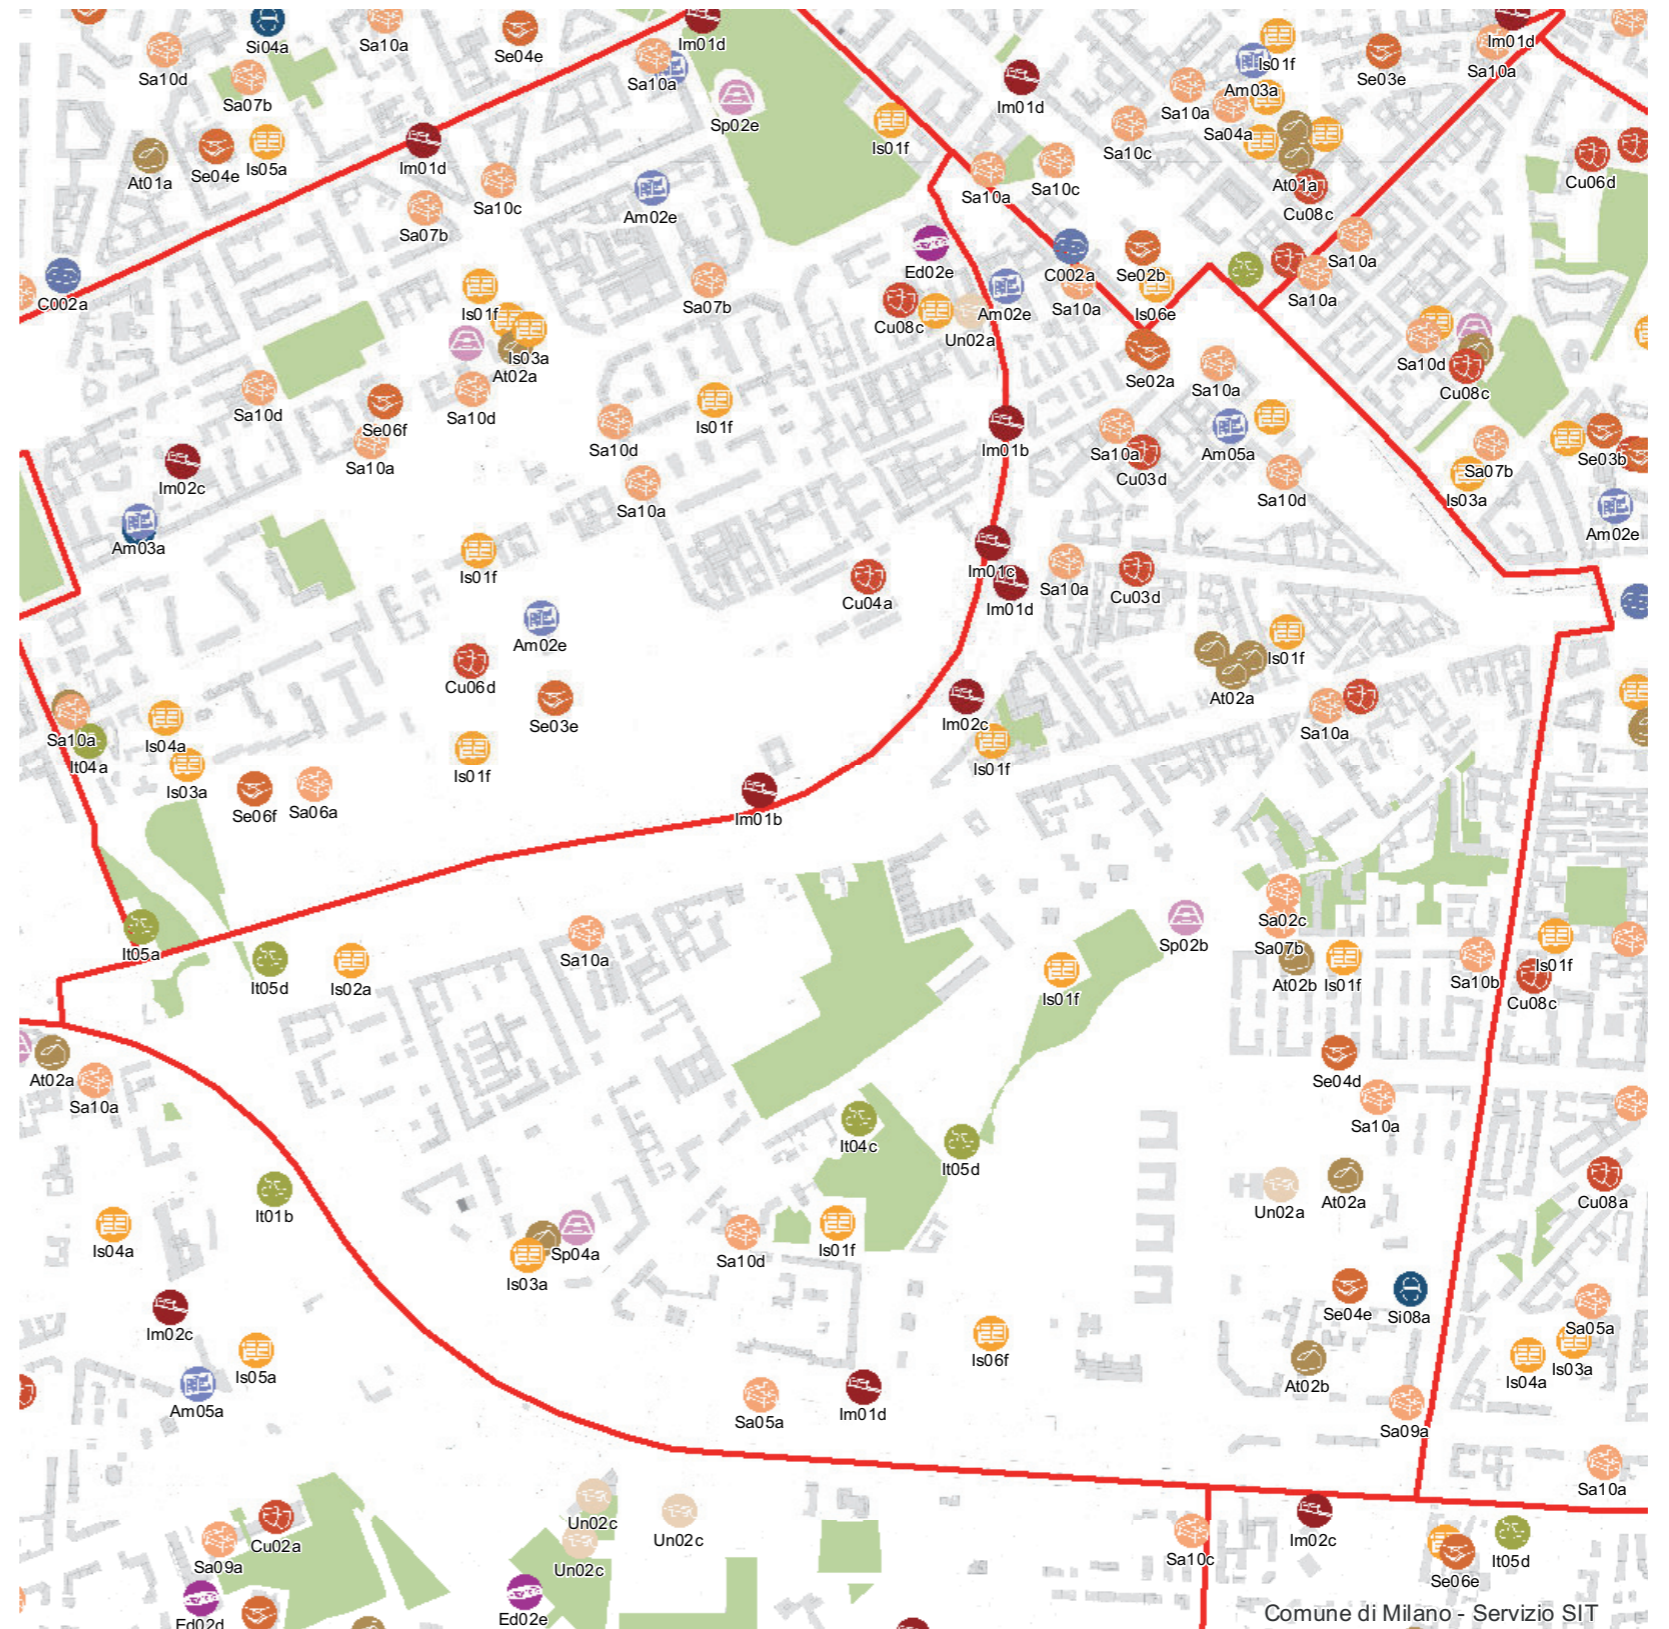 Si04a
Sa10a
Se04e
Im01d
Is01f
Im01d
Sa10d
Sa10a
Am03a
Se03e
Sa10a
Sa07b
Sp02e
Im01d
Sa10a
Sa04a
Is01f
Sa10c
At01a
Se04e
Is05a
Im01d
Sa10c
Sa10a
Sa10c
At01a
Cu06d
Cu08c
Sa07b
Am02e
Ed02e
C002a
Se02b
Sa10a
C002a
Is01f
Sa07b
Cu08c
Un02a
Am02e
Sa10a
Is06e
Sa10a
Is03a
At02a
Se02a
Sa10a
Sa10d
Cu08c
Sa10d
Se06f
Sa10d
Sa10d
Is01f
Im01b
Sa10a
Cu03d
Am05a
Sa10a
Im02c
Sa10a
Sa10d
Sa07b
Is03a
Se03b
Am03a
Am02e
Is01f
Cu04a
Im01c
Im01d
Sa10a
Cu03d
Am02e
Cu06d
Is01f
At02a
Se03e
Im02c
Sa10a
Sa10a
It04a
Is04a
Is03a
Is01f
Is01f
Se06f
Sa06a
Im01b
Sa02c
Sp02b
Sa07b
It05a
It05d
Is02a
Sa10a
Is01f
At02b
Is01f
Sa10b
Is01f
Cu08c
At02a
Sa10a
Se04d
Sa10a
It04c
It05d
It01b
Un02a
At02a
Cu08a
Is04a
Sp04a
Is03a
Sa10d
Is01f
Im02c
Se04e
Si08a
Sa05a
Is05a
Am05a
Is06f
At02b
Is04a
Is03a
Sa05a
Im01d
Sa09a
Sa10a
Un02c
Un02c
Cu02a
Sa09a
Un02c
Sa10c
Im02c
Se06e
It05d
Ed02d
Ed02e
Comune di Milano - Servizio SIT